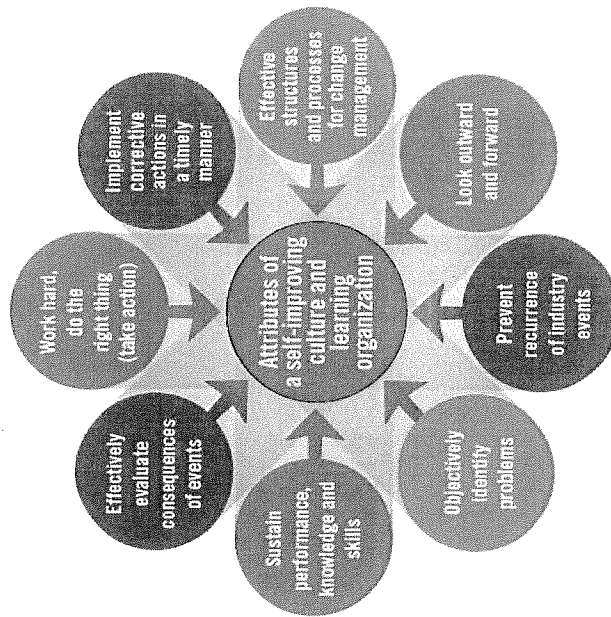 Work hard,
do the
right thing
(take action)
Implement
corrective
actions in
a timely
manner
Effective
structures
and processes
for change
management
Look outward
and forward
Prevent
recurrence
of industry
events
Objectively
identify
problems
Sustain
performance,
knowledge and
skills
Effectively
evaluate
consequences
of events
Attributes of
a self-improving
culture and
learning
organization